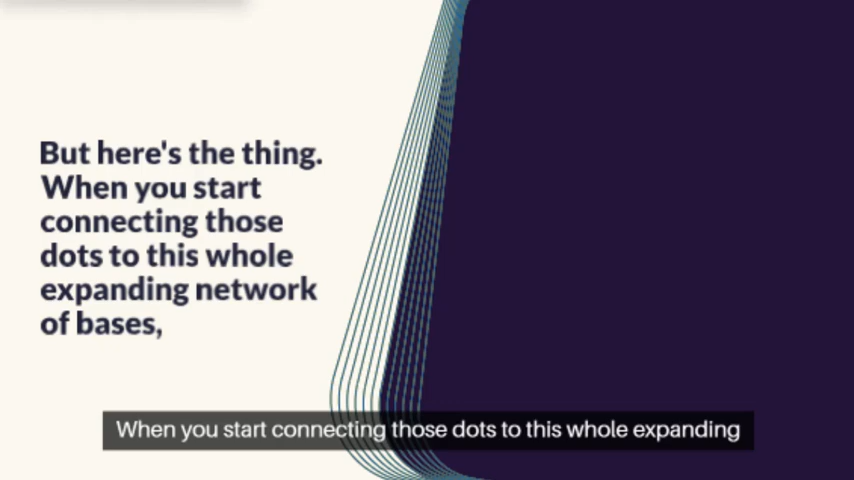 But here's the thing.
When you start
connecting those
dots to this whole
expanding network
of bases,
When you start connecting those dots to this whole expanding